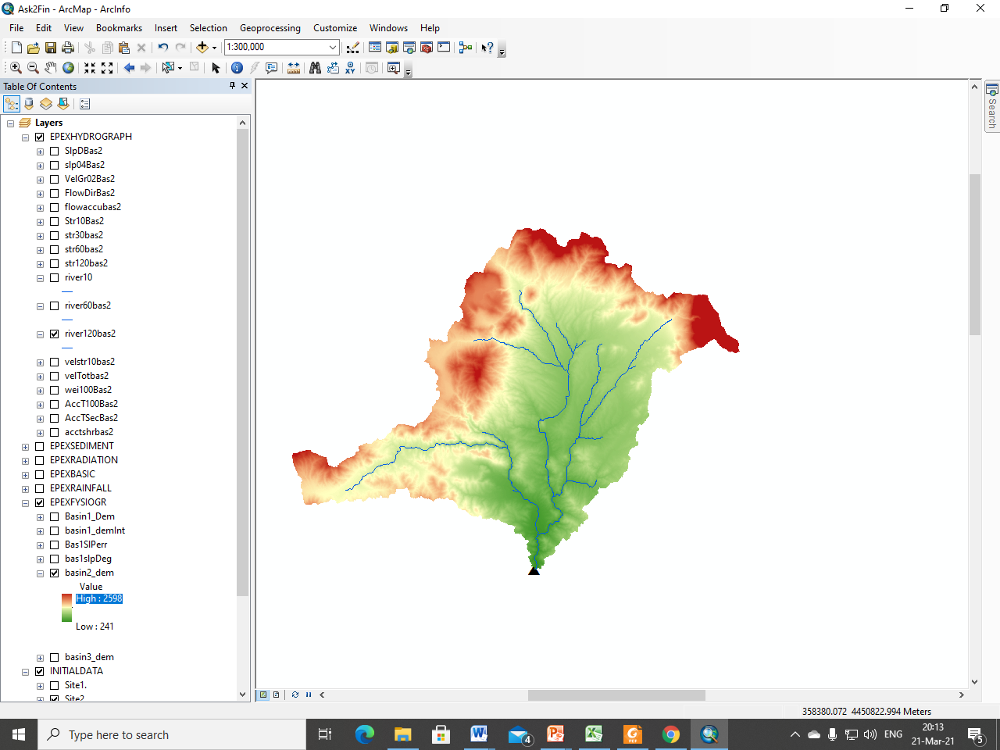 Ask2Fin - ArcMap - ArcInfo
File Edit View Bookmarks Insert Selection Geoprocessing Customize Windows Help
1:300,000
Table Of Contents
Layers
EPEXHYDROGRAPH
SlpDBas2
slp04Bas2
VelGr02Bas2
FlowDirBas2
flowaccubas2
Str10Bas2
str30bas2
str60bas2
str120bas2
river10
river60bas2
river120bas2
velstr10bas2
velTotbas2
wei100Bas2
AccT100Bas2
AccTSecBas2
acctshrbas2
EPEXSEDIMENT
EPEXRADIATION
EPEXBASIC
EPEXRAINFALL
EPEXFYSIOGR
Basin1_Dem
basin1_demInt
Bas1SlPerr
bas1slpDeg
basin2_dem
Value
High : 2598
Low : 241
basin3_dem
INITIALDATA
Site1.
Site2
Search
358380.072 4450822.994 Meters
Type here to search
4
ENG
20:13
21-Mar-21
5